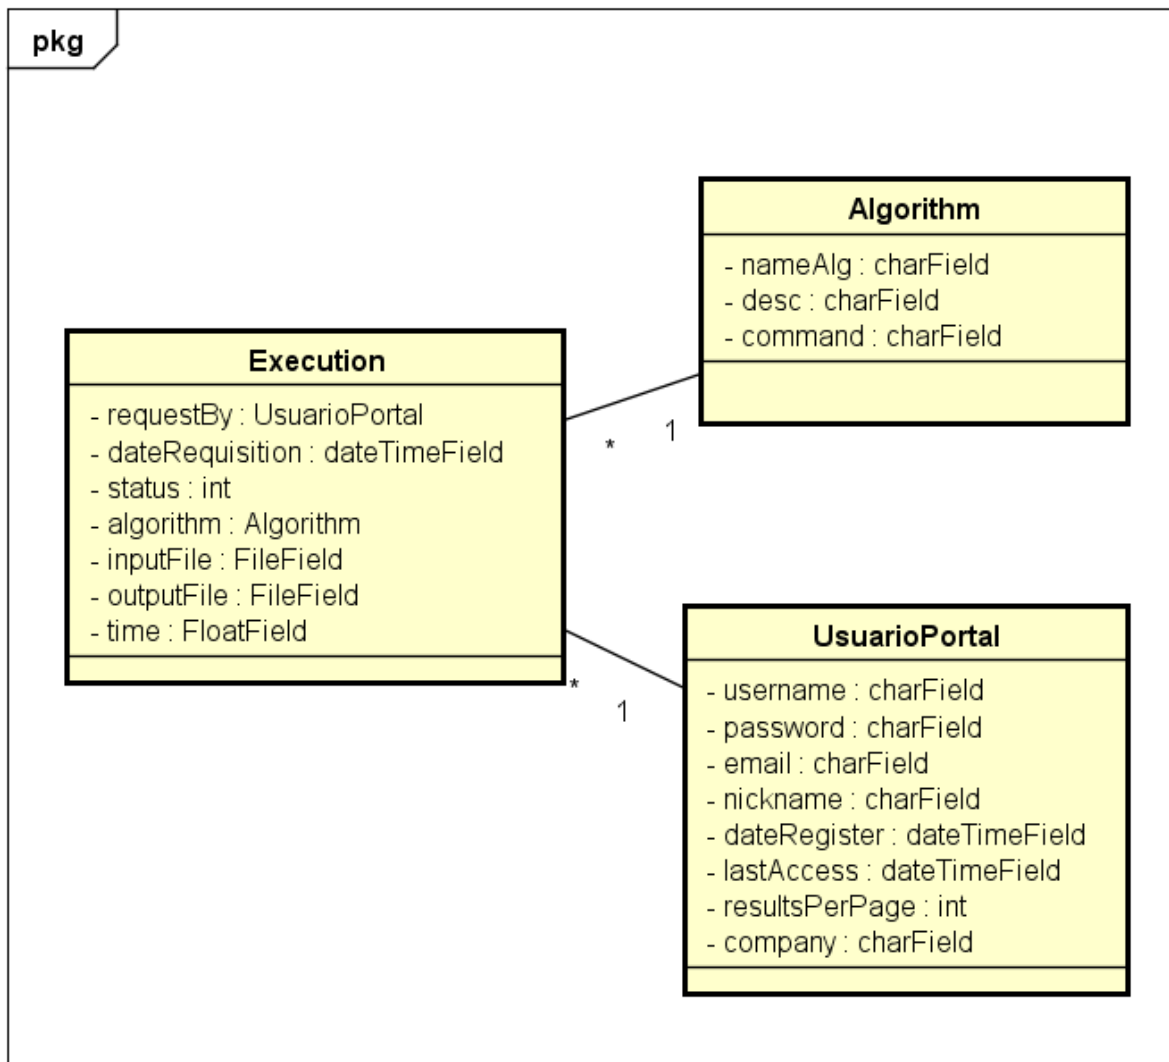 pkg
Algorithm
- nameAlg : charField
- desc : charField
- command : charField
Execution
- requestBy : UsuarioPortal
- dateRequisition : dateTimeField
- status : int
- algorithm : Algorithm
- inputFile : FileField
- outputFile : FileField
- time : FloatField
* 1
* 1
UsuarioPortal
- username : charField
- password : charField
- email : charField
- nickname : charField
- dateRegister : dateTimeField
- lastAccess : dateTimeField
- resultsPerPage : int
- company : charField